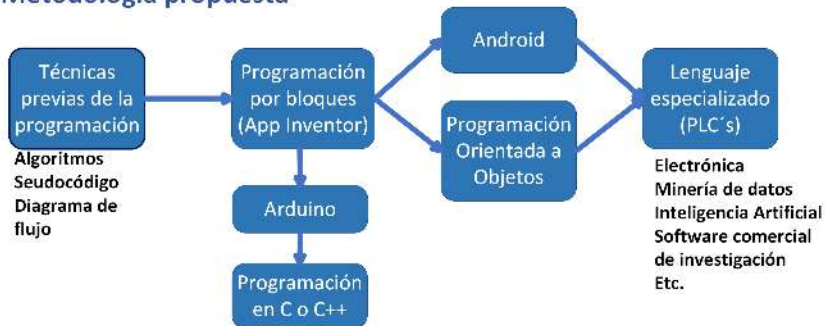 Metodología propuesta
Técnicas
previas de la
programación
Algoritmos
Seudocódigo
Diagrama de
flujo
Programación
por bloques
(App Inventor)
Arduino
Programación
en C o C++
Android
Programación
Orientada a
Objetos
Lenguaje
especializado
(PLC´s)
Electrónica
Minería de datos
Inteligencia Artificial
Software comercial
de investigación
Etc.